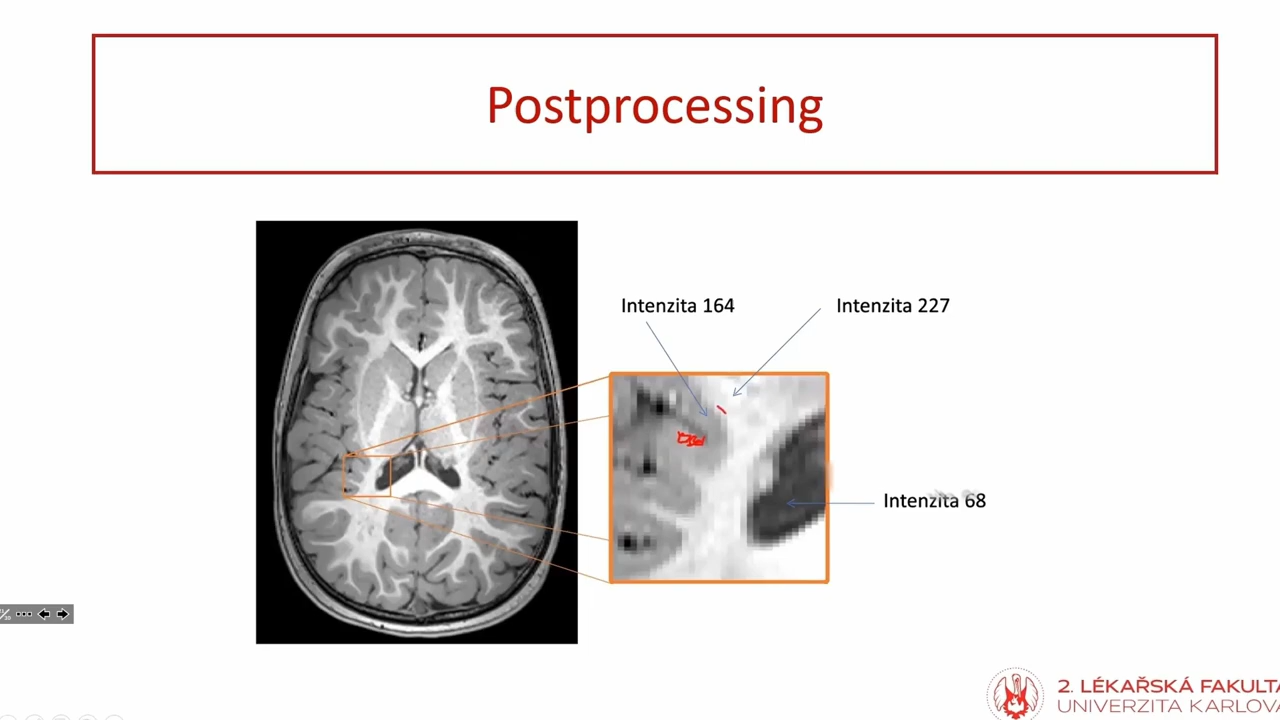 Postprocessing
Intenzita 164
Intenzita 227
Intenzita 68
2. LÉKAŘSKÁ FAKULTA
UNIVERZITA KARLOVA